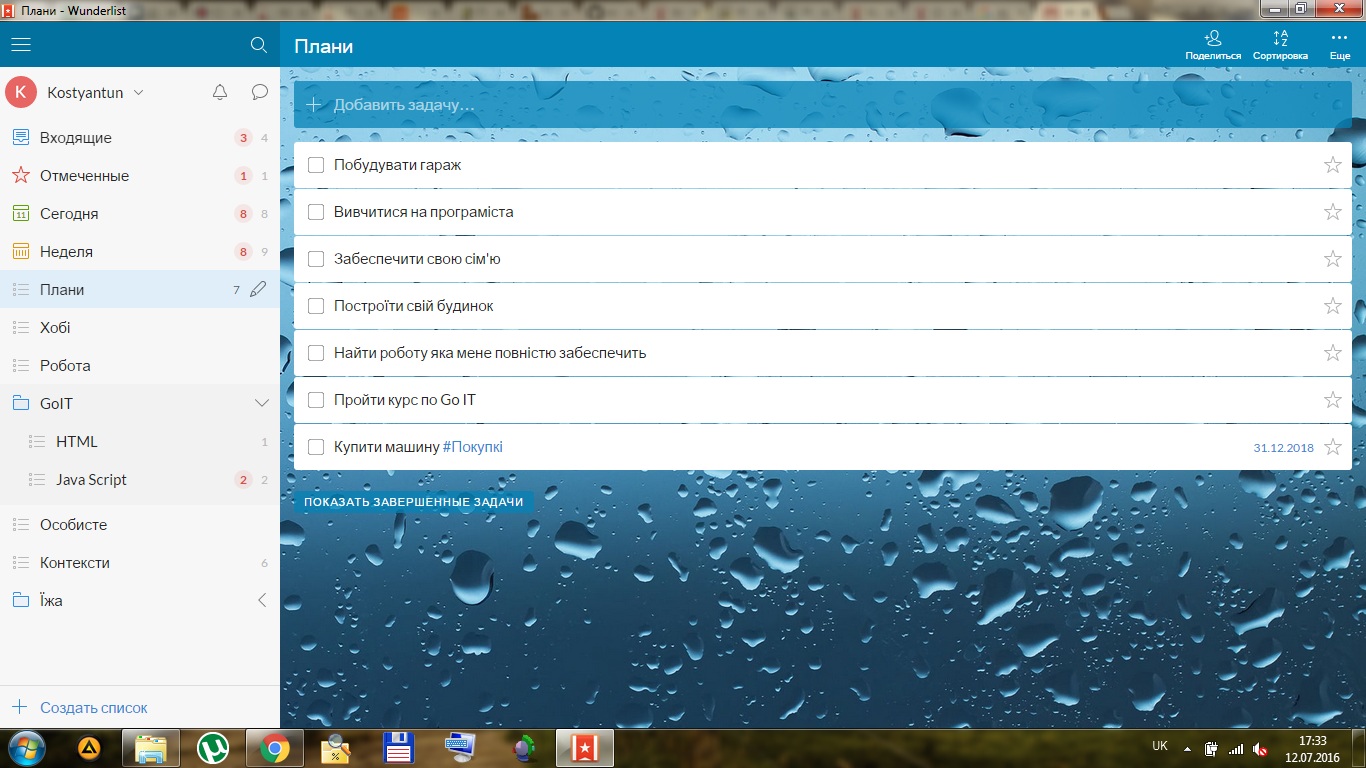 Плани - Wunderlist
Плани
Поделиться
Сортировка
Еще
K Kostyantun
Входящие 3 4
Отмеченные 1 1
11 Сегодня 8 8
Неделя 8 9
Плани 7
Хобі
Робота
GoIT
HTML 1
Java Script 2 2
Особисте
Контексти 6
Їжа
Создать список
Добавить задачу...
Побудувати гараж
Вивчитися на програміста
Забеспечити свою сім'ю
Построїти свій будинок
Найти роботу яка мене повністю забеспечить
Пройти курс по Go IT
Купити машину #Покупкі 31.12.2018
ПОКАЗАТЬ ЗАВЕРШЕННЫЕ ЗАДАЧИ
UK
17:33
12.07.2016